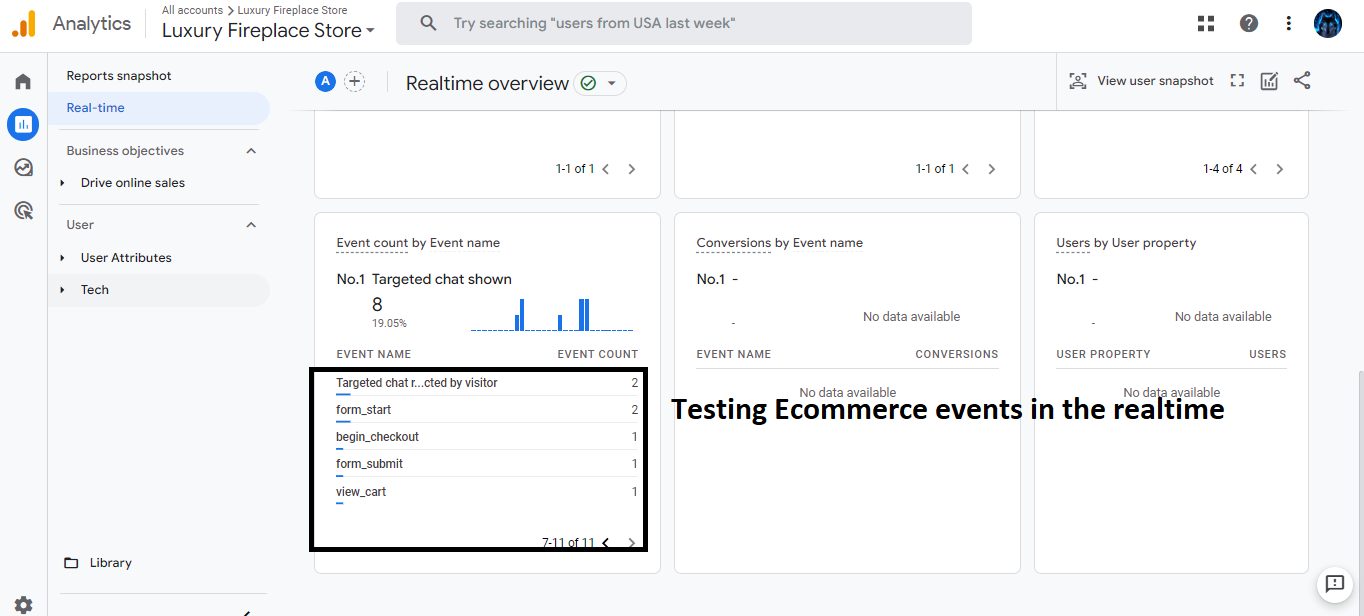 All accounts > Luxury Fireplace Store
Analytics
Luxury Fireplace Store
Try searching "users from USA last week"
Reports snapshot
Real-time
Business objectives
Drive online sales
User
User Attributes
Tech
Library
A
Realtime overview
View user snapshot
1-1 of 1
1-1 of 1
1-4 of 4
Event count by Event name
No.1 Targeted chat shown
8
19.05%
EVENT NAME EVENT COUNT
Targeted chat r...cted by visitor 2
form_start 2
begin_checkout 1
form_submit 1
view_cart 1
7-11 of 11
Conversions by Event name
No.1 -
-
No data available
EVENT NAME CONVERSIONS
No data available
Users by User property
No.1 -
-
No data available
USER PROPERTY USERS
No data available
Testing Ecommerce events in the realtime